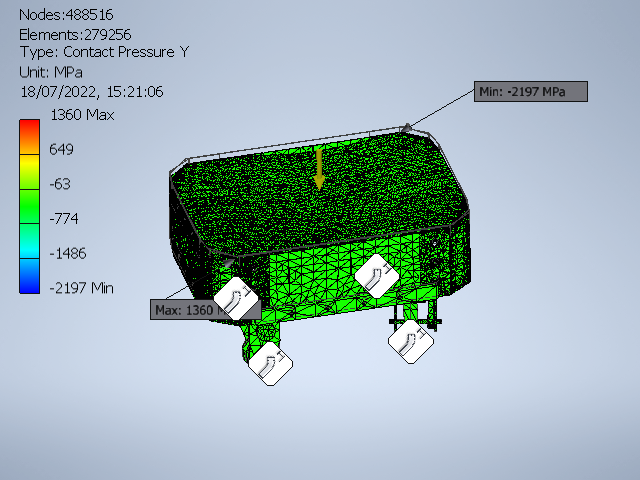 Nodes:488516
Elements:279256
Type: Contact Pressure Y
Unit: MPa
18/07/2022, 15:21:06
1360 Max
649
-63
-774
-1486
-2197 Min
Min: -2197 MPa
Max: 1360